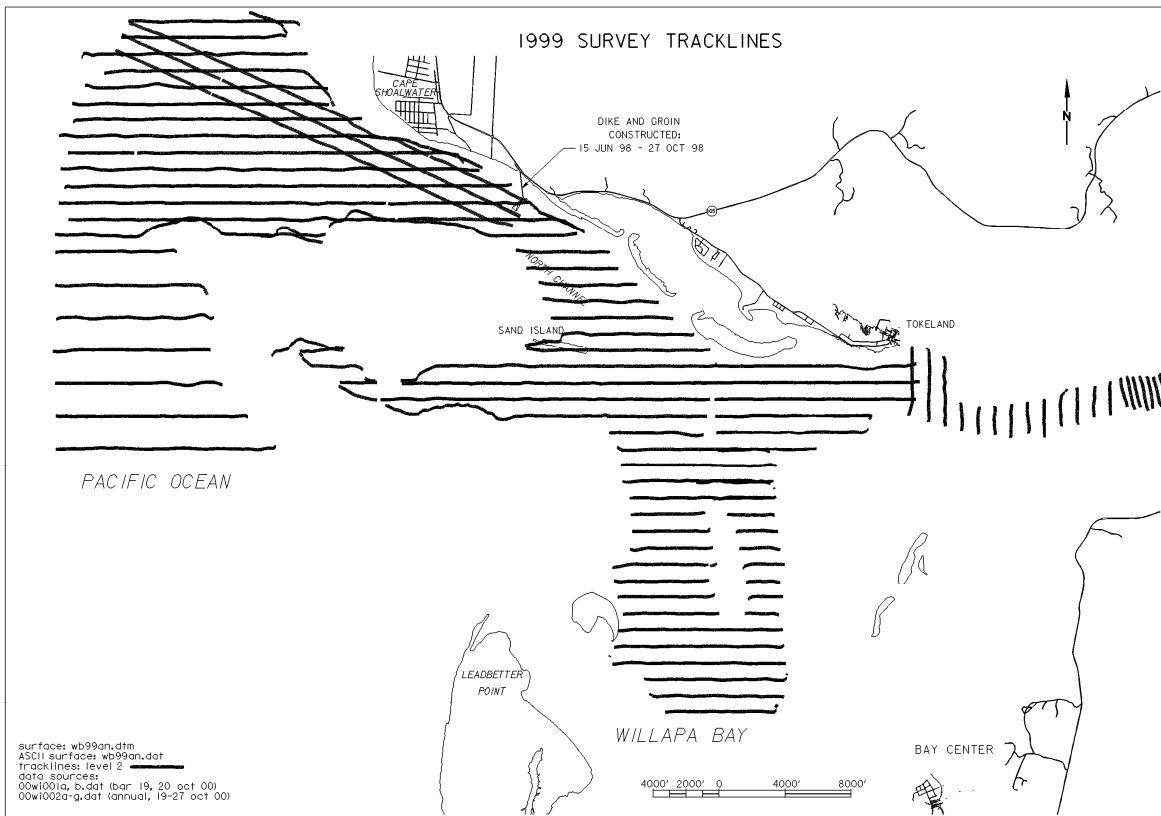 1999 SURVEY TRACKLINES
CAPE
SHOALWATER
N
DIKE AND GROIN
CONSTRUCTED:
15 JUN 98 - 27 OCT 98
105
NORTH CHANNEL
SAND ISLAND
TOKELAND
PACIFIC OCEAN
LEADBETTER
POINT
WILLAPA BAY
BAY CENTER
surface: wb99an.dtm
ASCII surface: wb99an.dat
tracklines: level 2
data sources:
00wi001a, b.dat (bar 19, 20 oct 00)
00wi002a-g.dat (annual, 19-27 oct 00)
4000' 2000' 0 4000' 8000'